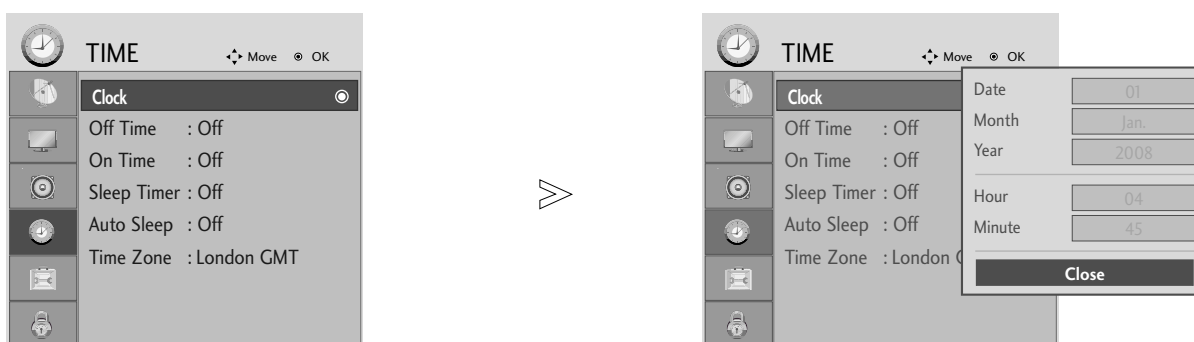 TIME Move OK
Clock
Off Time : Off
On Time : Off
Sleep Timer : Off
Auto Sleep : Off
Time Zone : London GMT
TIME Move OK
Clock
Off Time : Off
On Time : Off
Sleep Timer : Off
Auto Sleep : Off
Time Zone : London
Date 01
Month Jan.
Year 2008
Hour 04
Minute 45
Close